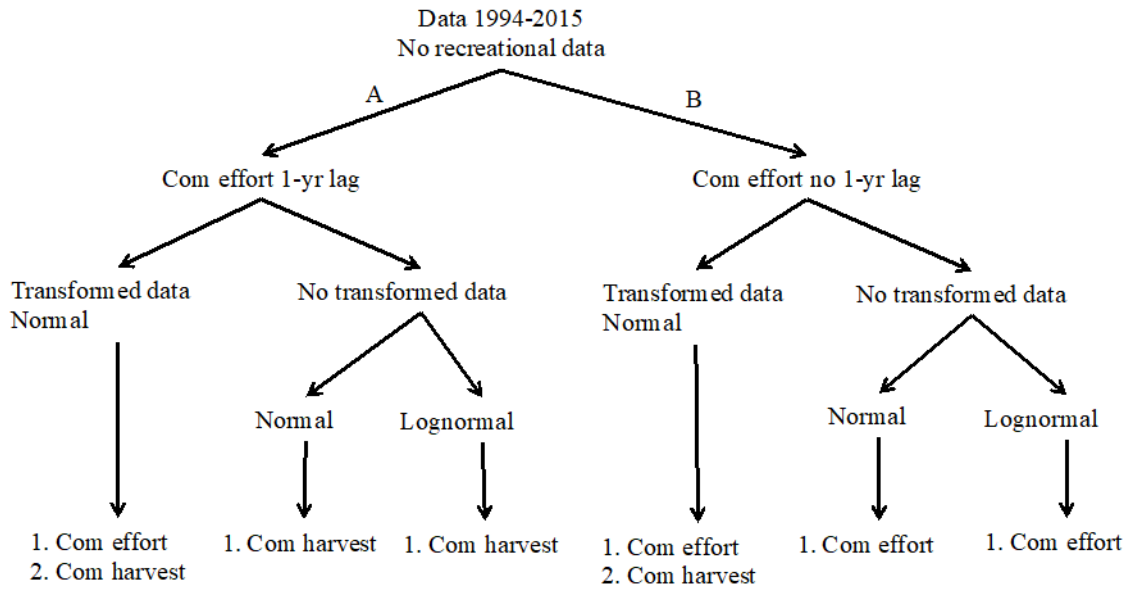 Data 1994-2015
No recreational data
A
B
Com effort 1-yr lag
Com effort no 1-yr lag
Transformed data
Normal
No transformed data
Transformed data
Normal
No transformed data
Normal
Lognormal
Normal
Lognormal
1. Com effort
2. Com harvest
1. Com harvest
1. Com harvest
1. Com effort
2. Com harvest
1. Com effort
1. Com effort